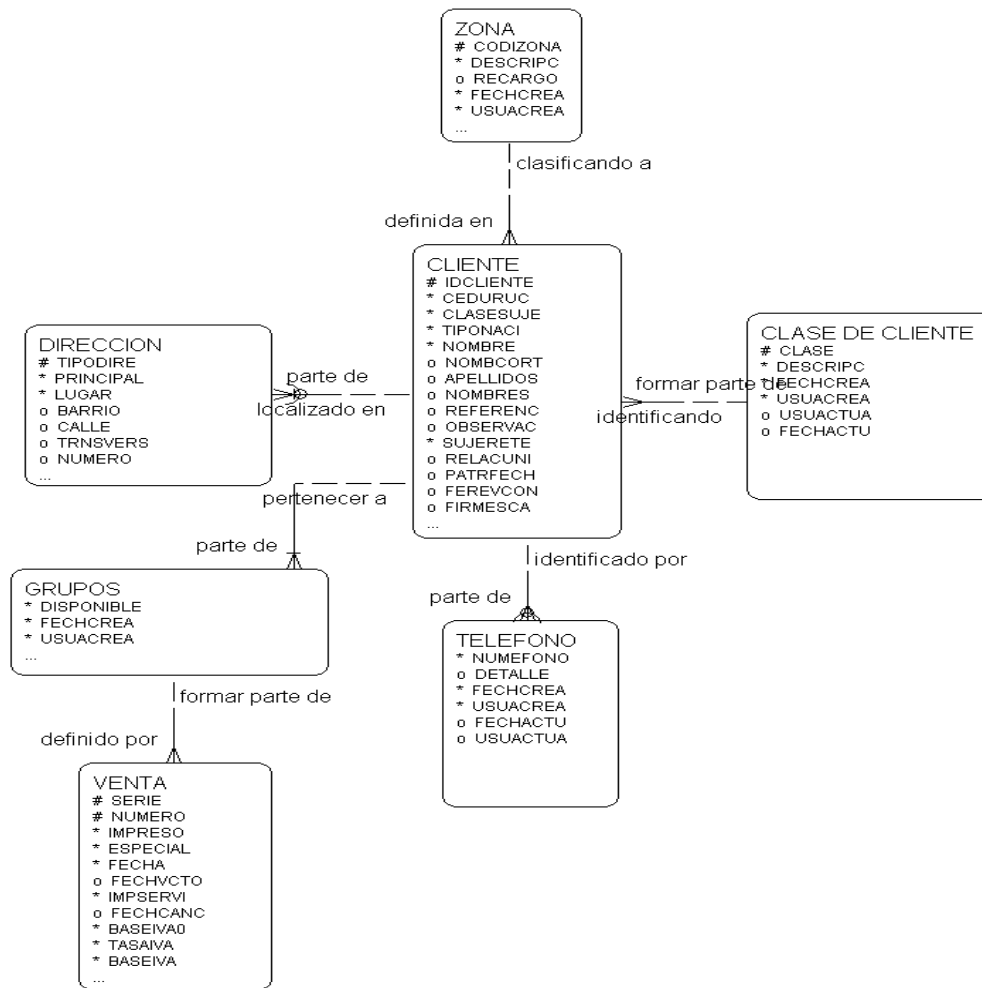 ZONA
# CODIZONA
* DESCRIPC
o RECARGO
* FECHCREA
* USUACREA
...
clasificando a
definida en
CLIENTE
# IDCLIENTE
* CEDURUC
* CLASESUJE
* TIPONACI
* NOMBRE
o NOMBCORT
o APELLIDOS
o NOMBRES
o REFERENC
o OBSERVAC
* SUJERETE
o RELACUNI
o PATRFECH
o FEREVCON
o FIRMESCA
...
DIRECCION
# TIPODIRE
* PRINCIPAL
* LUGAR
o BARRIO
o CALLE
o TRNSVERS
o NUMERO
...
parte de
localizado en
CLASE DE CLIENTE
# CLASE
* DESCRIPC
* FECHCREA
* USUACREA
o USUACTUA
o FECHACTU
formar parte de
identificando
pertenecer a
parte de
GRUPOS
* DISPONIBLE
* FECHCREA
* USUACREA
...
identificado por
parte de
TELEFONO
* NUMEFONO
o DETALLE
* FECHCREA
* USUACREA
o FECHACTU
o USUACTUA
formar parte de
definido por
VENTA
# SERIE
# NUMERO
* IMPRESO
* ESPECIAL
* FECHA
o FECHVCTO
* IMPSERVI
o FECHCANC
* BASEIVA0
* TASAIVA
* BASEIVA
...